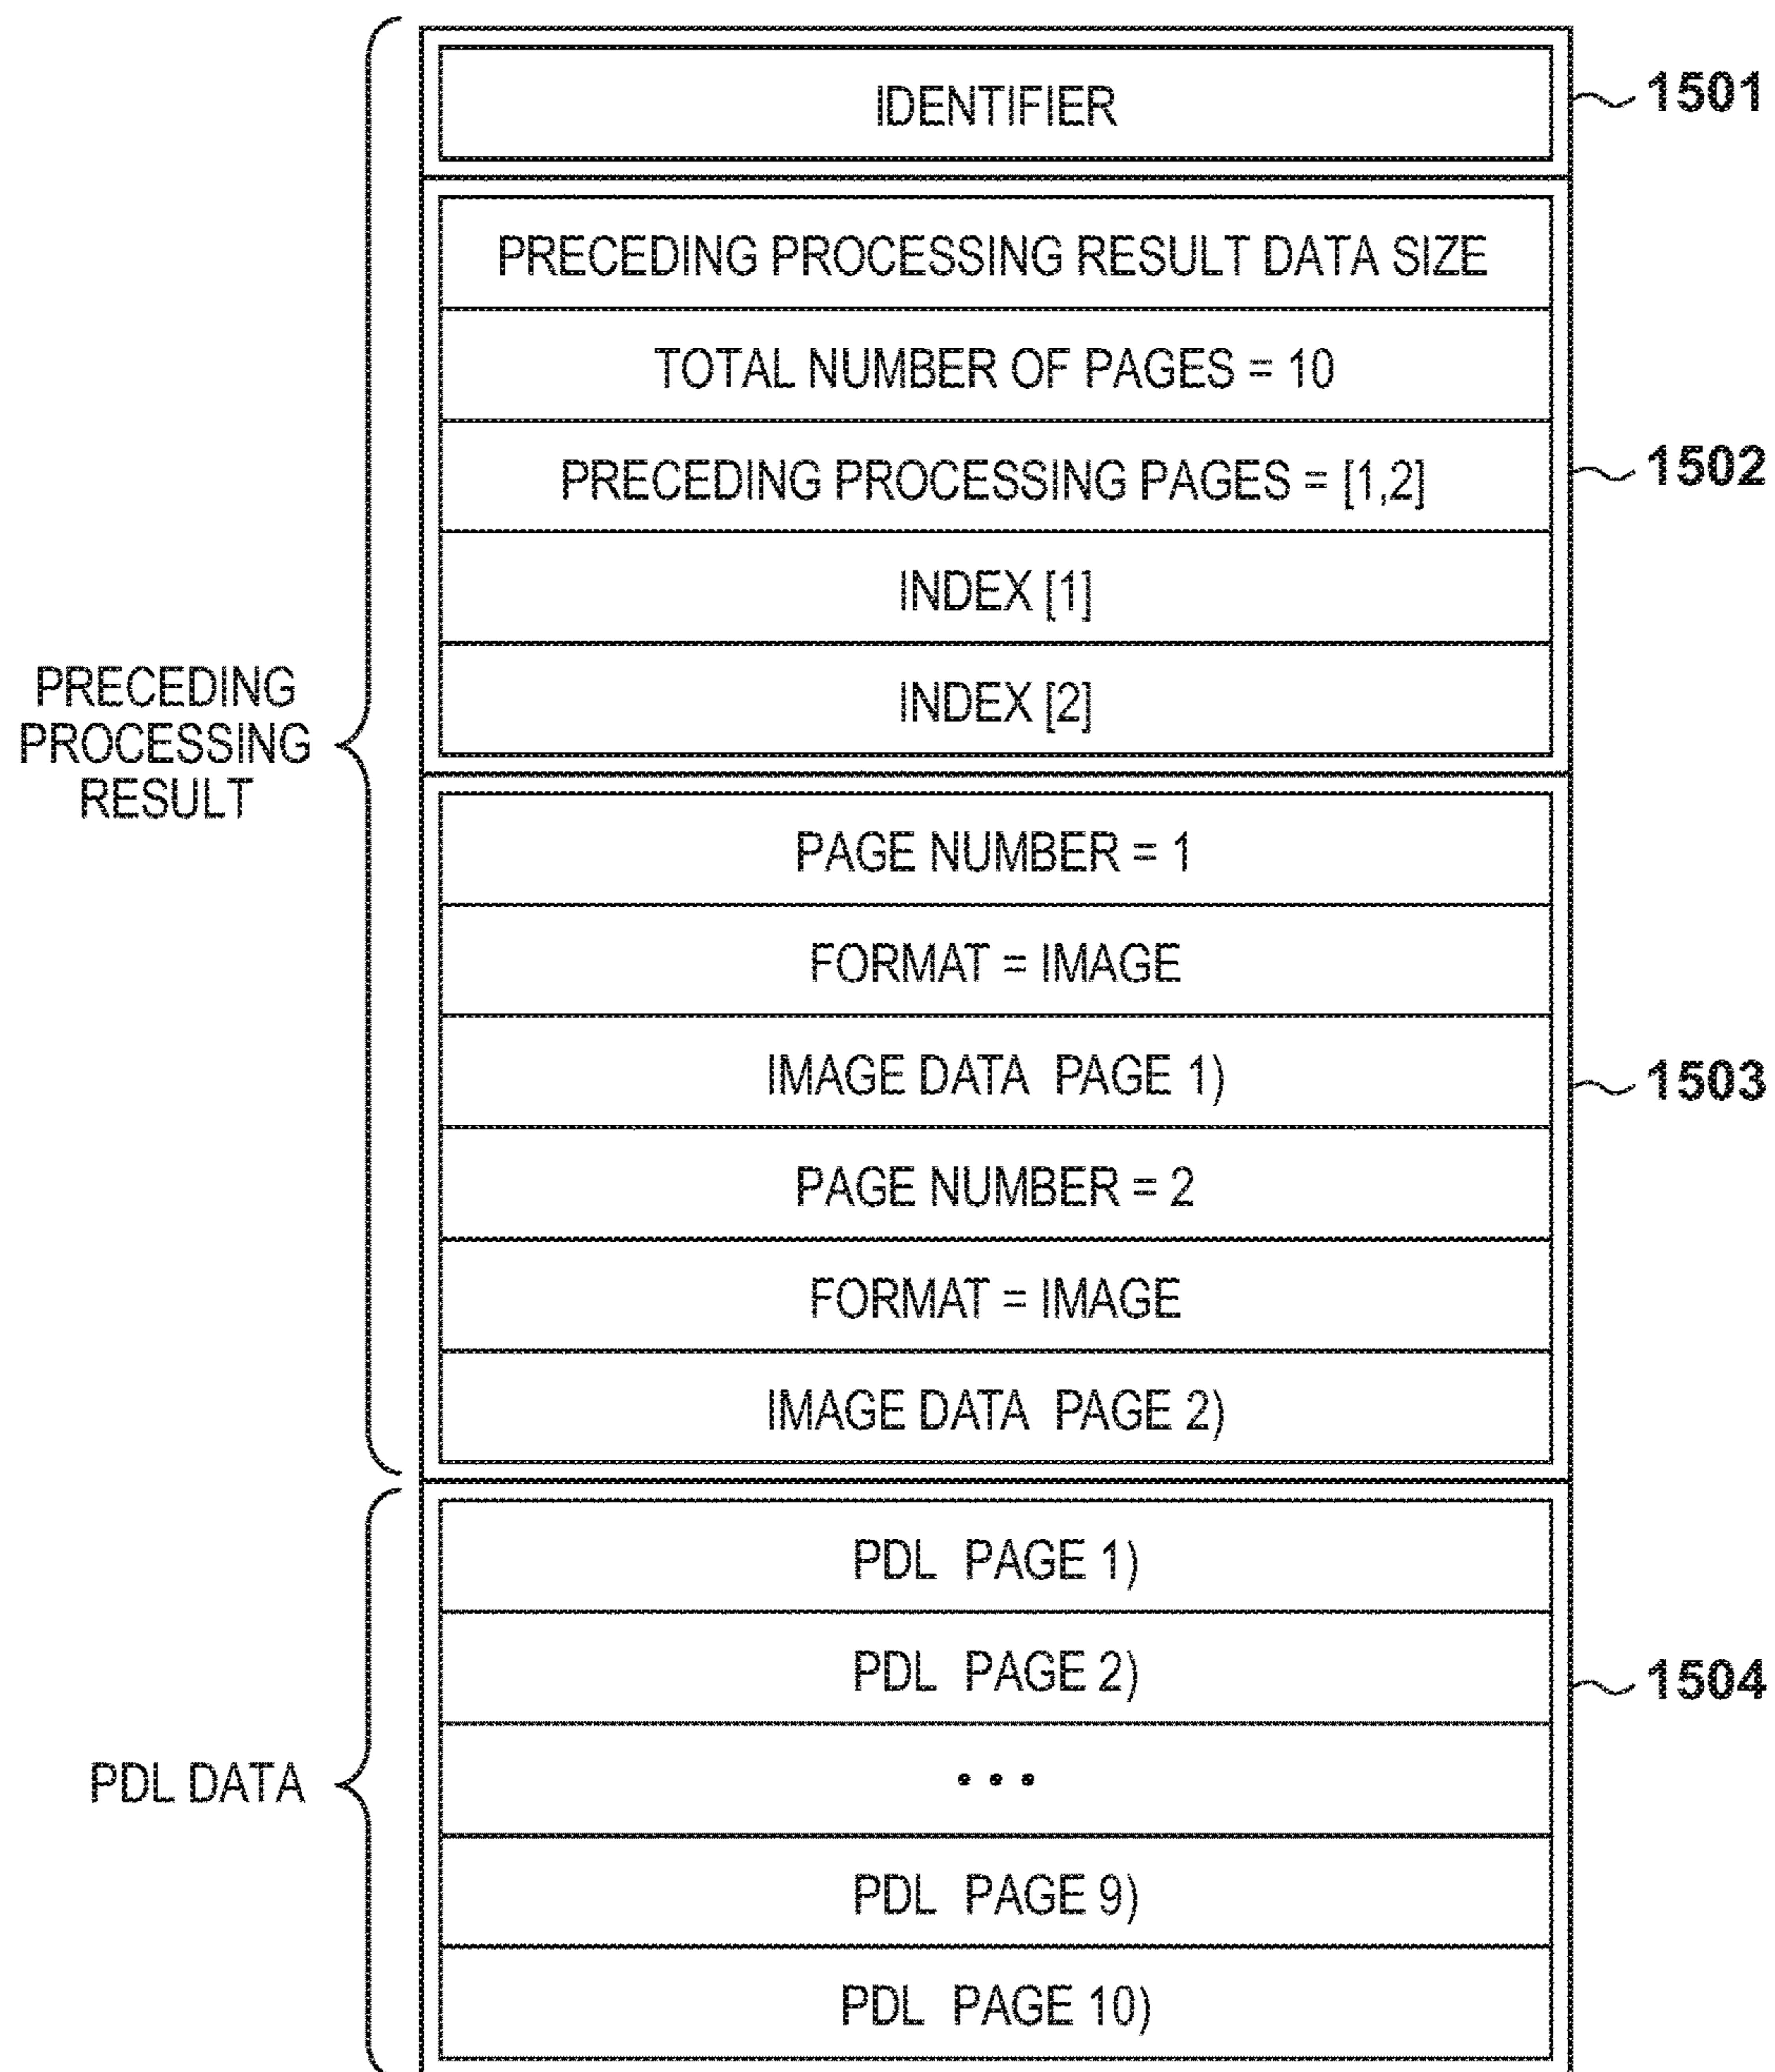 IDENTIFIER
1501
PRECEDING PROCESSING RESULT DATA SIZE
TOTAL NUMBER OF PAGES = 10
PRECEDING PROCESSING PAGES = [1,2]
1502
INDEX [1]
INDEX [2]
PRECEDING
PROCESSING
RESULT
PAGE NUMBER = 1
FORMAT = IMAGE
IMAGE DATA PAGE 1)
1503
PAGE NUMBER = 2
FORMAT = IMAGE
IMAGE DATA PAGE 2)
PDL PAGE 1)
PDL PAGE 2)
1504
...
PDL DATA
PDL PAGE 9)
PDL PAGE 10)